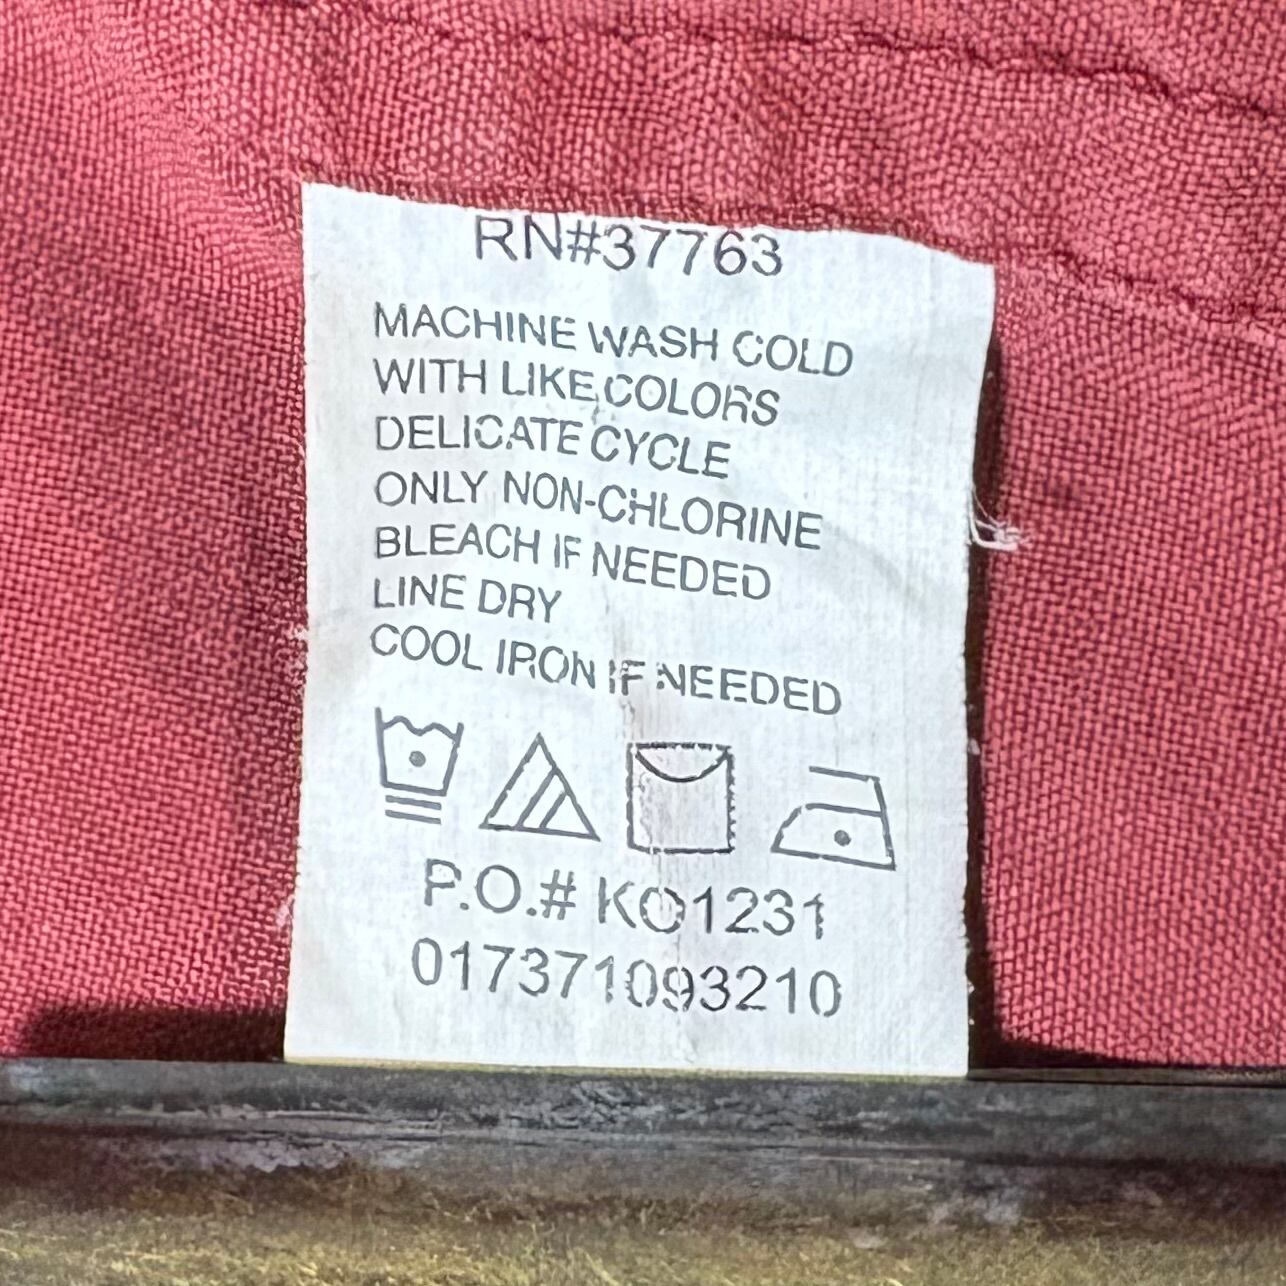 RN#37763
MACHINE WASH COLD
WITH LIKE COLORS
DELICATE CYCLE
ONLY NON-CHLORINE
BLEACH IF NEEDED
LINE DRY
COOL IRON IF NEEDED
P.O.# KO1231
017371093210